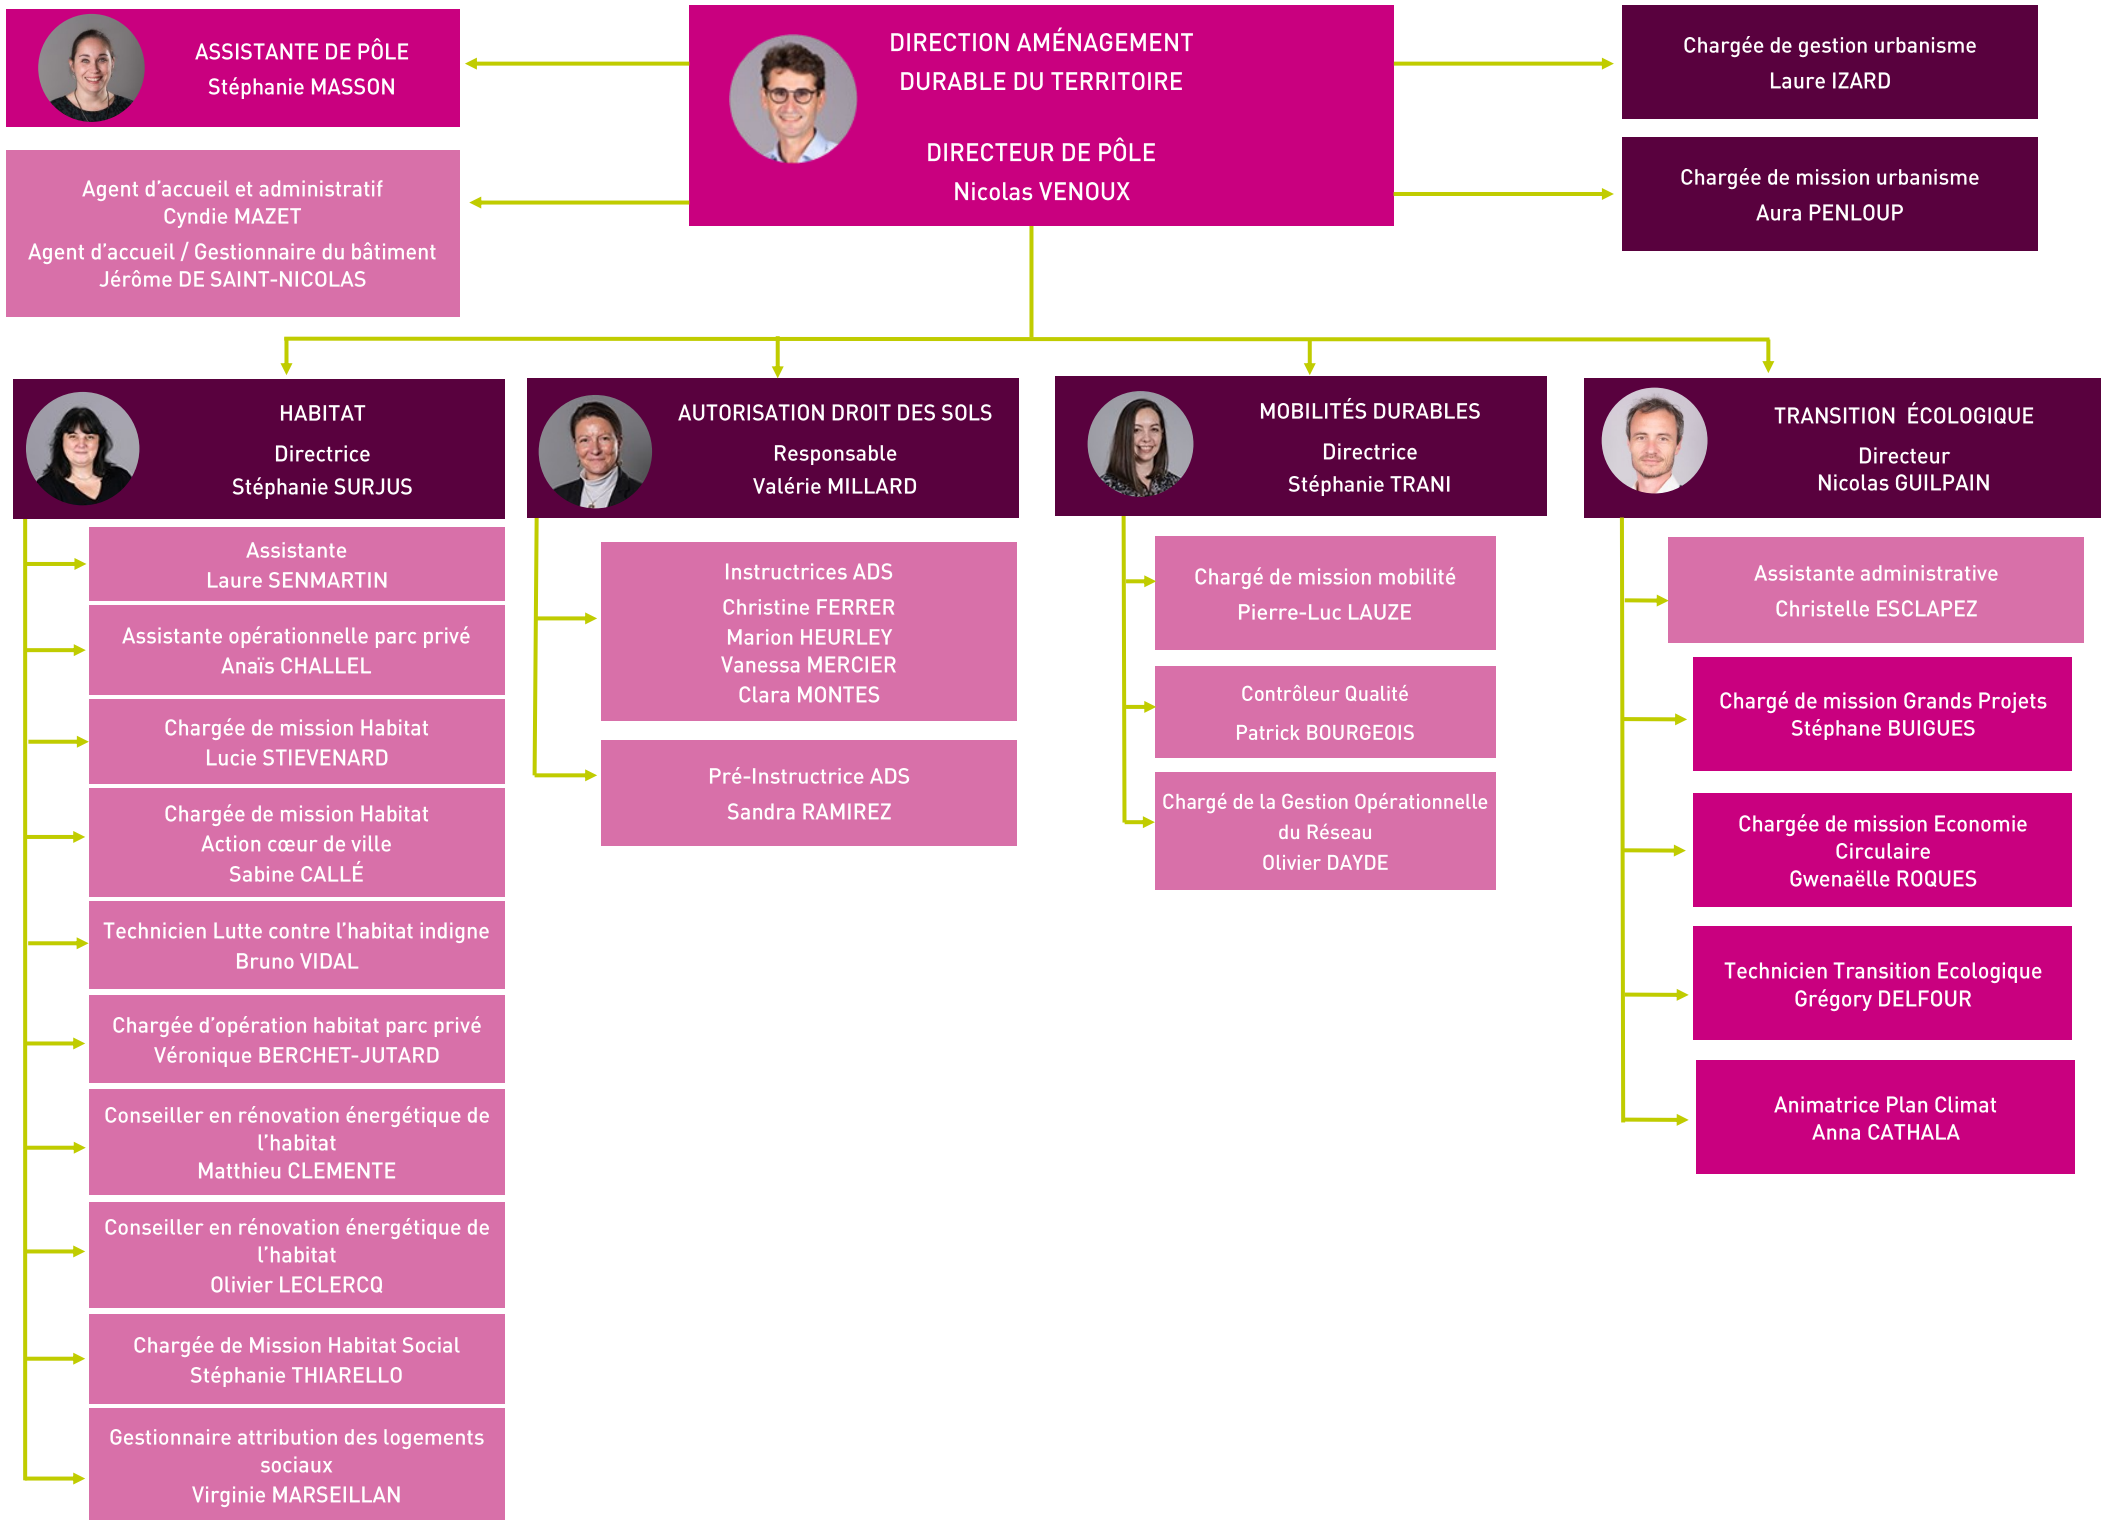 ASSISTANTE DE PÔLE
Stéphanie MASSON
Agent d’accueil et administratif
Cyndie MAZET
Agent d’accueil / Gestionnaire du bâtiment
Jérôme DE SAINT-NICOLAS
DIRECTION AMÉNAGEMENT
DURABLE DU TERRITOIRE
DIRECTEUR DE PÔLE
Nicolas VENOUX
Chargée de gestion urbanisme
Laure IZARD
Chargée de mission urbanisme
Aura PENLOUP
HABITAT
Directrice
Stéphanie SURJUS
Assistante
Laure SENMARTIN
Assistante opérationnelle parc privé
Anaïs CHALLEL
Chargée de mission Habitat
Lucie STIEVENARD
Chargée de mission Habitat
Action cœur de ville
Sabine CALLÉ
Technicien Lutte contre l’habitat indigne
Bruno VIDAL
Chargée d’opération habitat parc privé
Véronique BERCHET-JUTARD
Conseiller en rénovation énergétique de
l’habitat
Matthieu CLEMENTE
Conseiller en rénovation énergétique de
l’habitat
Olivier LECLERCQ
Chargée de Mission Habitat Social
Stéphanie THIARELLO
Gestionnaire attribution des logements
sociaux
Virginie MARSEILLAN
AUTORISATION DROIT DES SOLS
Responsable
Valérie MILLARD
Instructrices ADS
Christine FERRER
Marion HEURLEY
Vanessa MERCIER
Clara MONTES
Pré-Instructrice ADS
Sandra RAMIREZ
MOBILITÉS DURABLES
Directrice
Stéphanie TRANI
Chargé de mission mobilité
Pierre-Luc LAUZE
Contrôleur Qualité
Patrick BOURGEOIS
Chargé de la Gestion Opérationnelle
du Réseau
Olivier DAYDE
TRANSITION ÉCOLOGIQUE
Directeur
Nicolas GUILPAIN
Assistante administrative
Christelle ESCLAPEZ
Chargé de mission Grands Projets
Stéphane BUIGUES
Chargée de mission Economie
Circulaire
Gwenaëlle ROQUES
Technicien Transition Ecologique
Grégory DELFOUR
Animatrice Plan Climat
Anna CATHALA